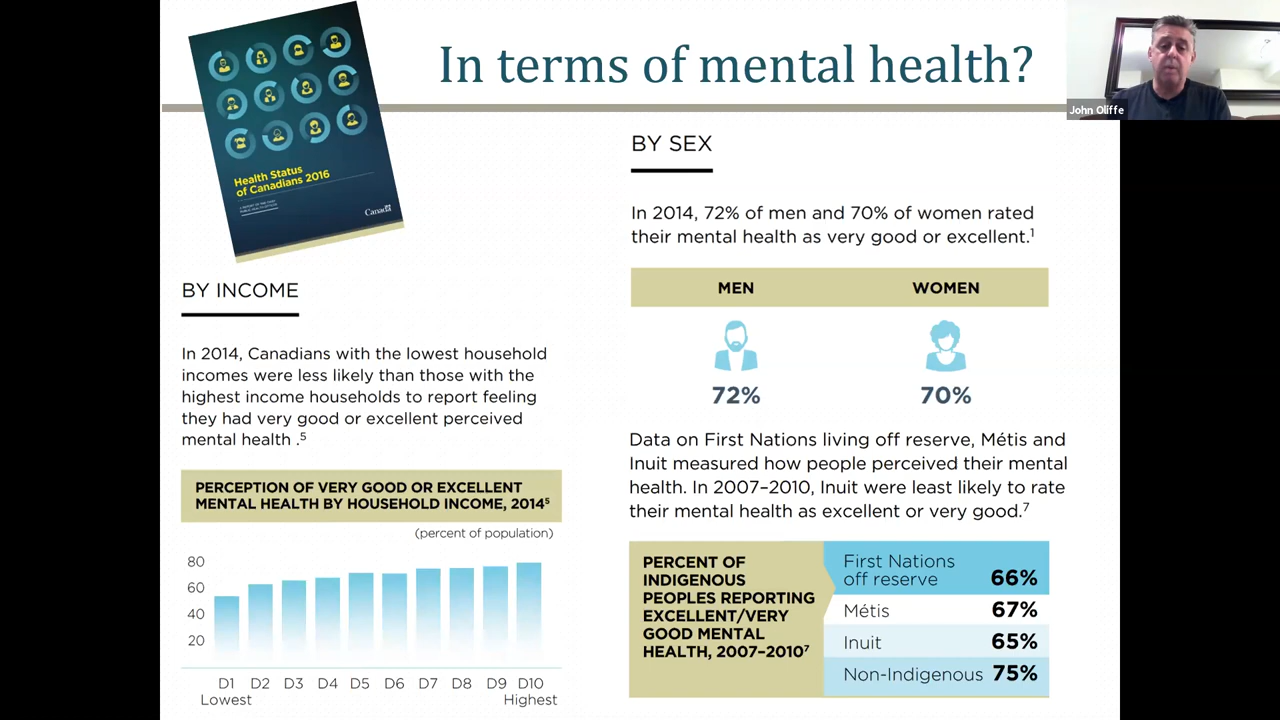 In terms of mental health?
John Oliffe
Health Status
of Canadians 2016
Canada
BY INCOME
In 2014, Canadians with the lowest household
incomes were less likely than those with the
highest income households to report feeling
they had very good or excellent perceived
mental health .⁵
PERCEPTION OF VERY GOOD OR EXCELLENT
MENTAL HEALTH BY HOUSEHOLD INCOME, 2014⁵
(percent of population)
80
60
40
20
D1 D2 D3 D4 D5 D6 D7 D8 D9 D10
Lowest Highest
BY SEX
In 2014, 72% of men and 70% of women rated
their mental health as very good or excellent.¹
MEN WOMEN
72% 70%
Data on First Nations living off reserve, Métis and
Inuit measured how people perceived their mental
health. In 2007–2010, Inuit were least likely to rate
their mental health as excellent or very good.⁷
PERCENT OF
INDIGENOUS
PEOPLES REPORTING
EXCELLENT/VERY
GOOD MENTAL
HEALTH, 2007–2010⁷
First Nations
off reserve 66%
Métis 67%
Inuit 65%
Non-Indigenous 75%